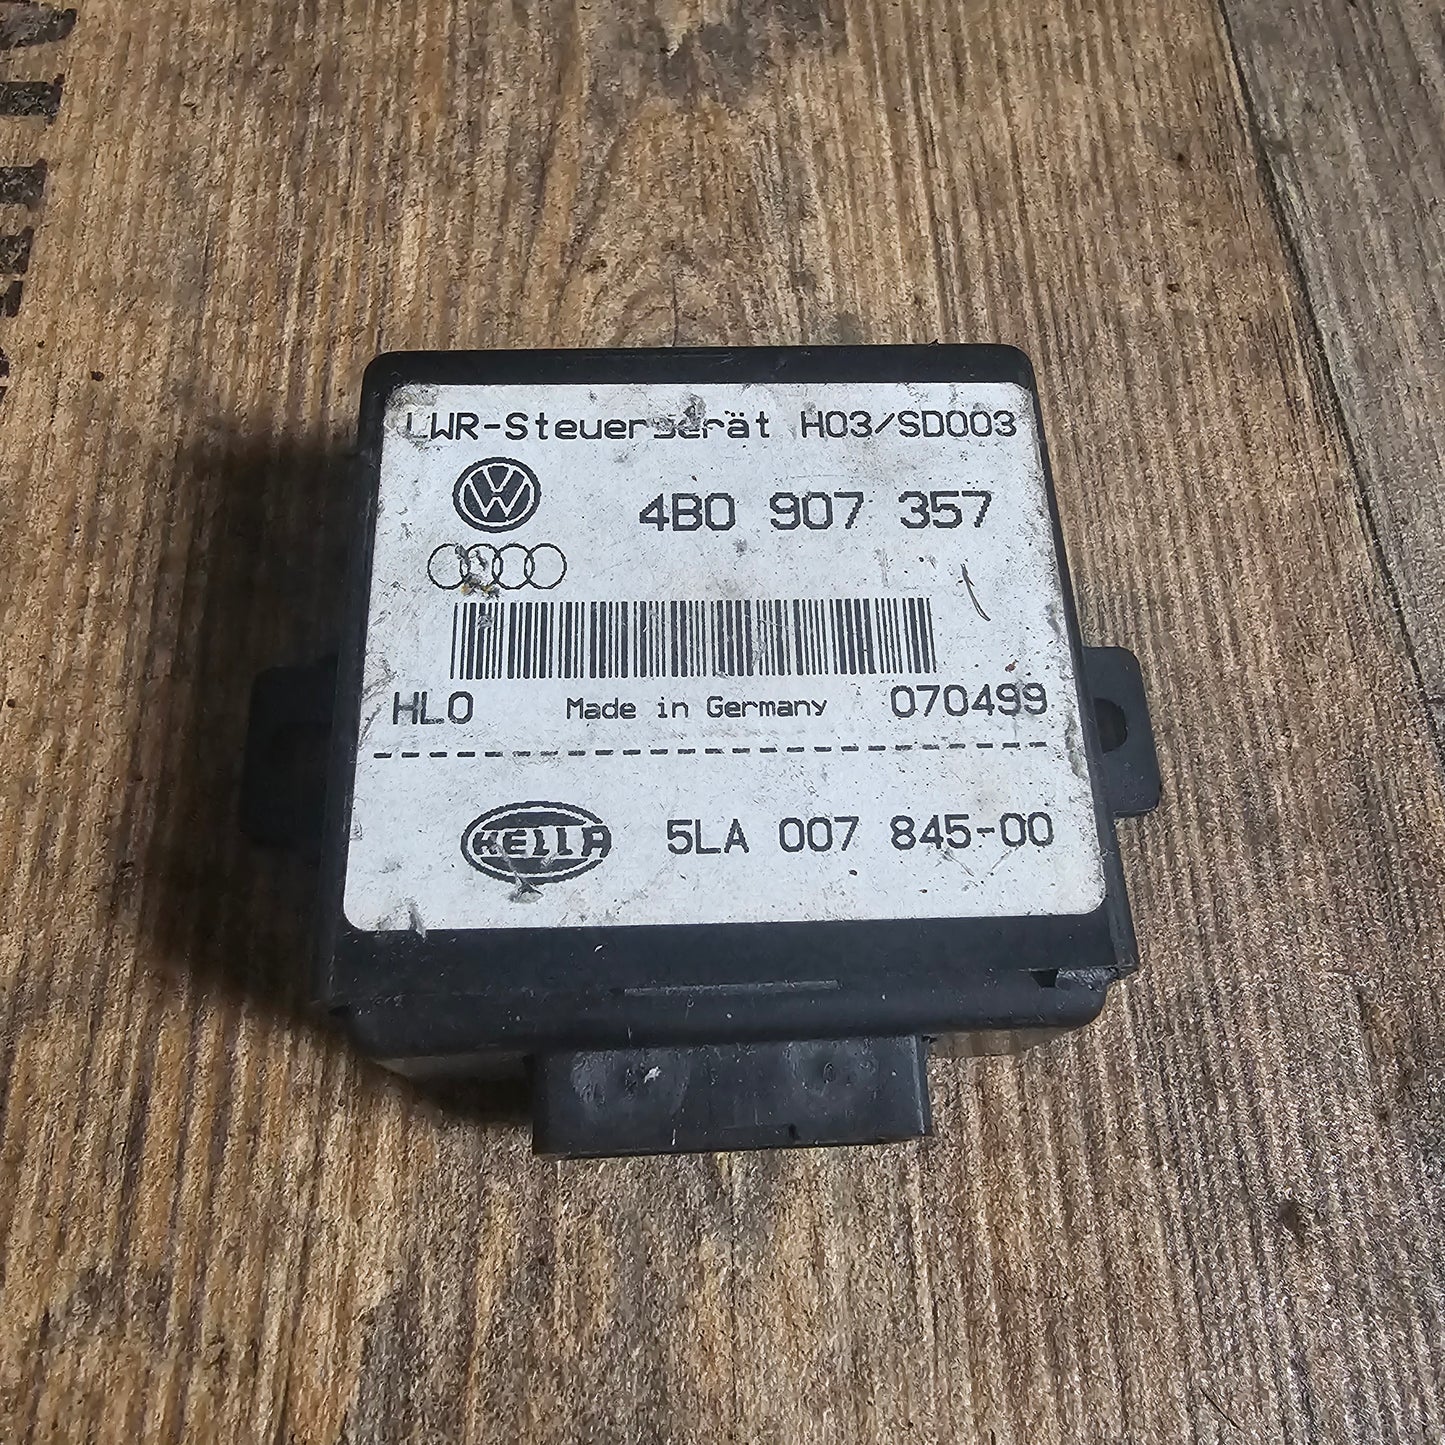 LWR-Steuergerät H03/SD003
4B0 907 357
HLO Made in Germany 070499
HELLA 5LA 007 845-00